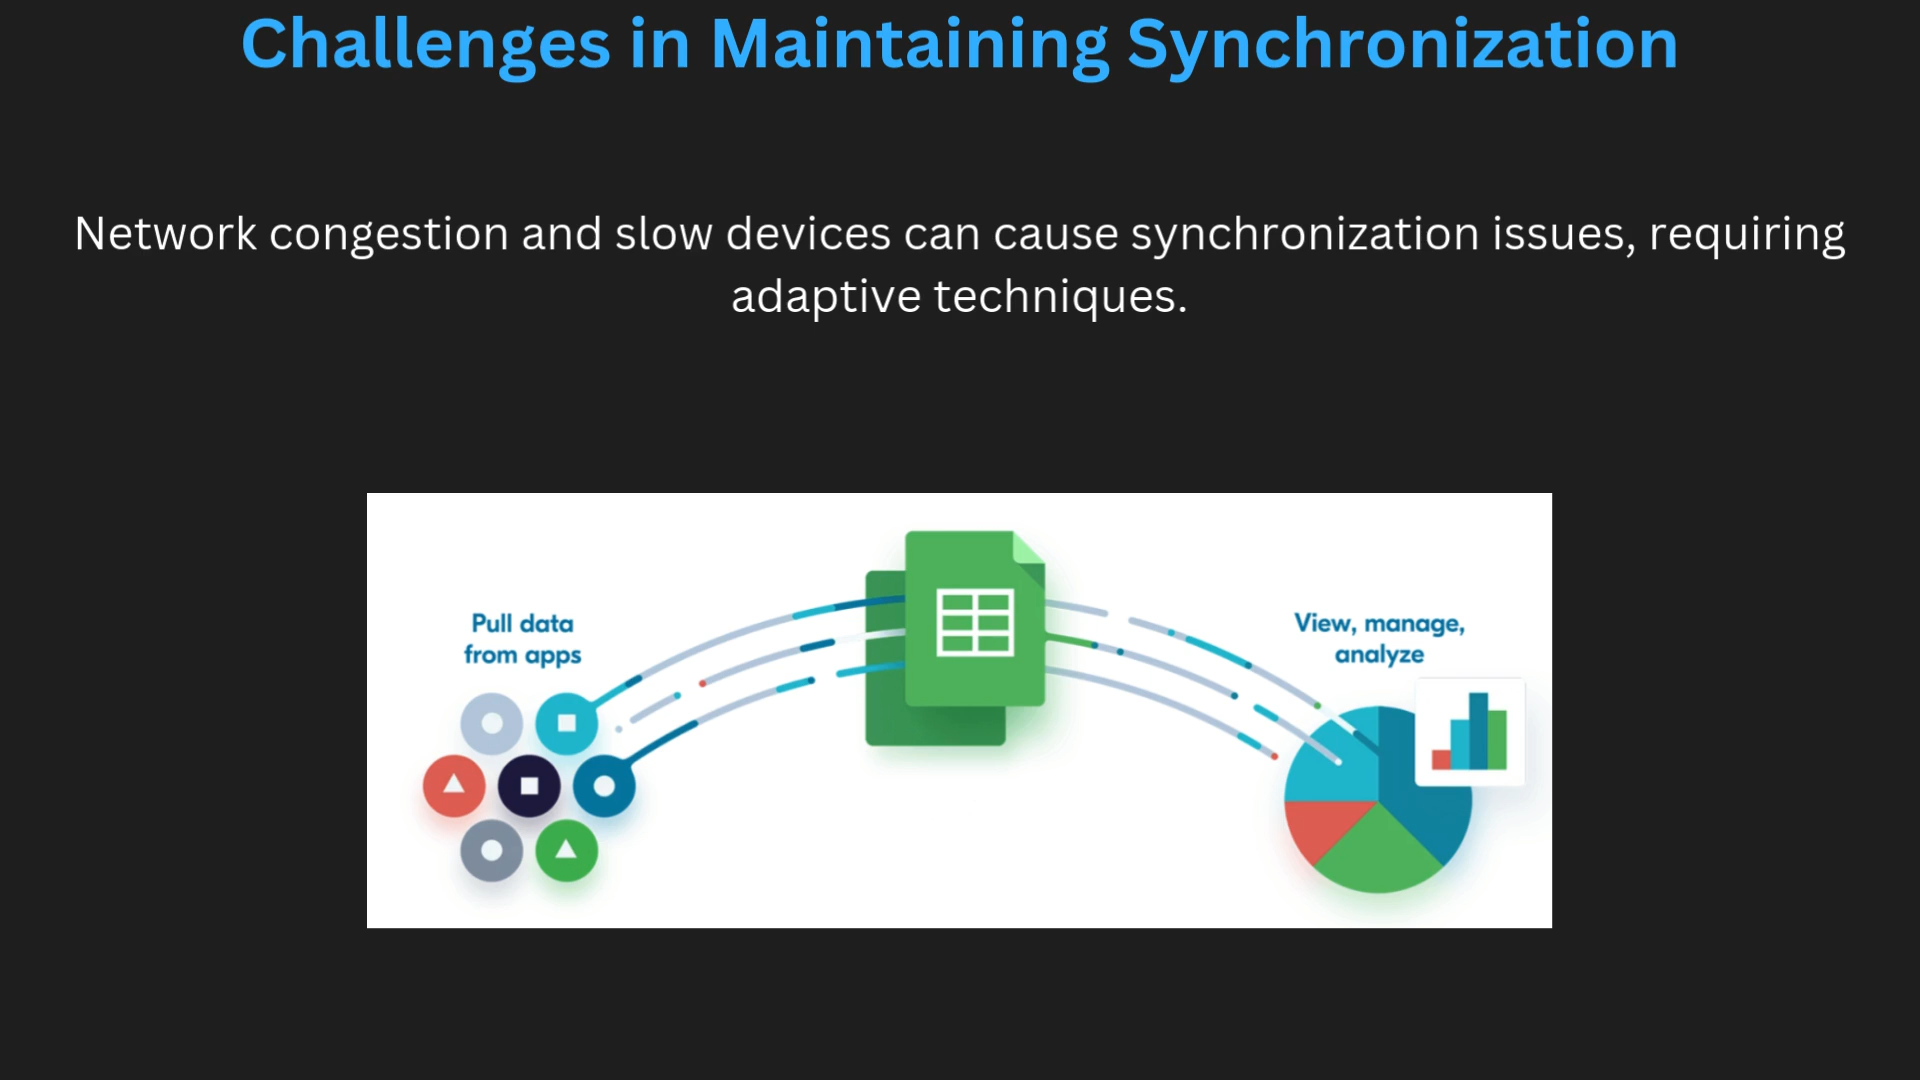 Challenges in Maintaining Synchronization
Network congestion and slow devices can cause synchronization issues, requiring
adaptive techniques.
Pull data
from apps
View, manage,
analyze